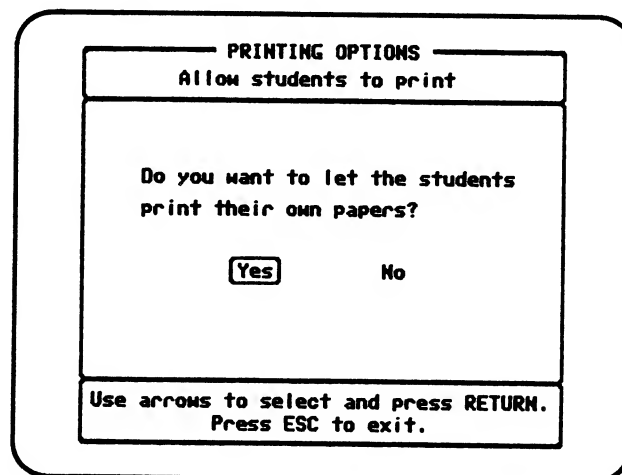 PRINTING OPTIONS
Allow students to print
Do you want to let the students
print their own papers?
Yes No
Use arrows to select and press RETURN.
Press ESC to exit.